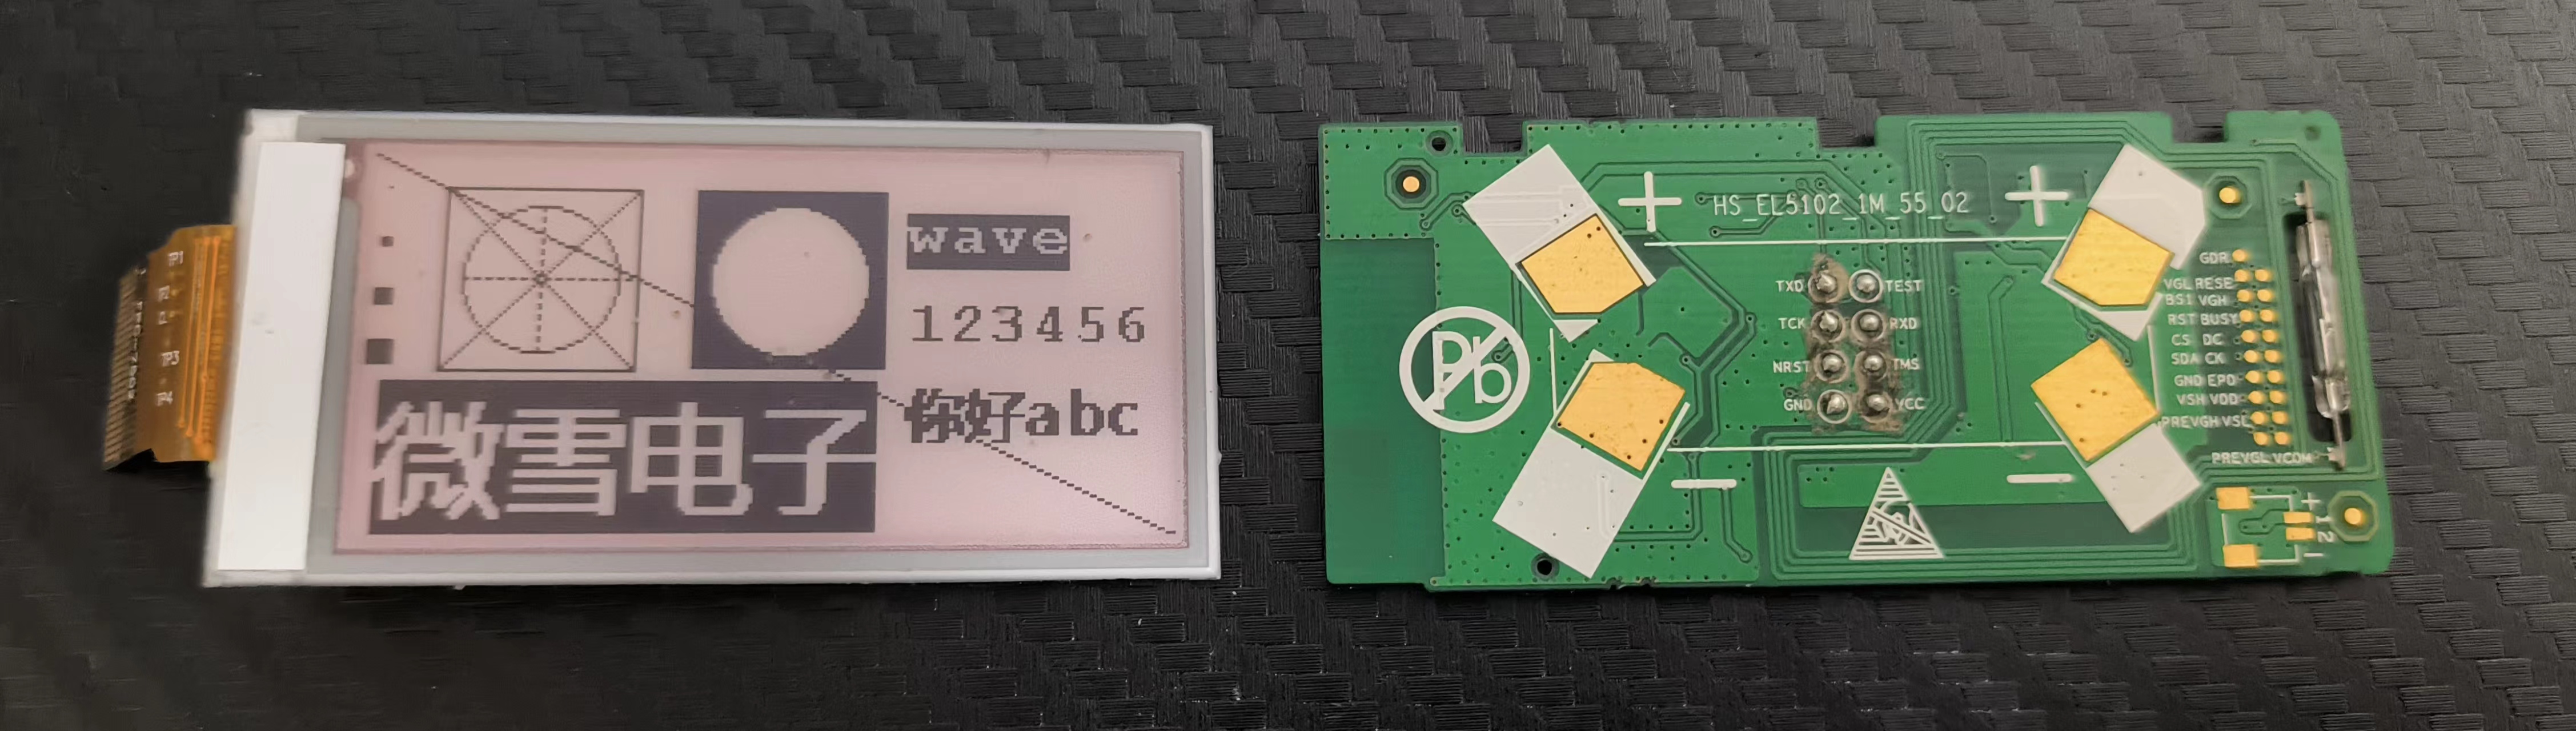 TP1
TP2
TP3
TP4
wave
123456
你好abc
微雪电子
HS_EL5102_1M_55_02
Pb
TXD TEST
TCK RXD
NRST TMS
GND VCC
GDR
VGL RESE
BS1 VGH
RST BUSY
CS DC
SDA CK
GND EPD
VSH VDD
PREVGH VSL
PREVGL VCOM
+
1
2
-